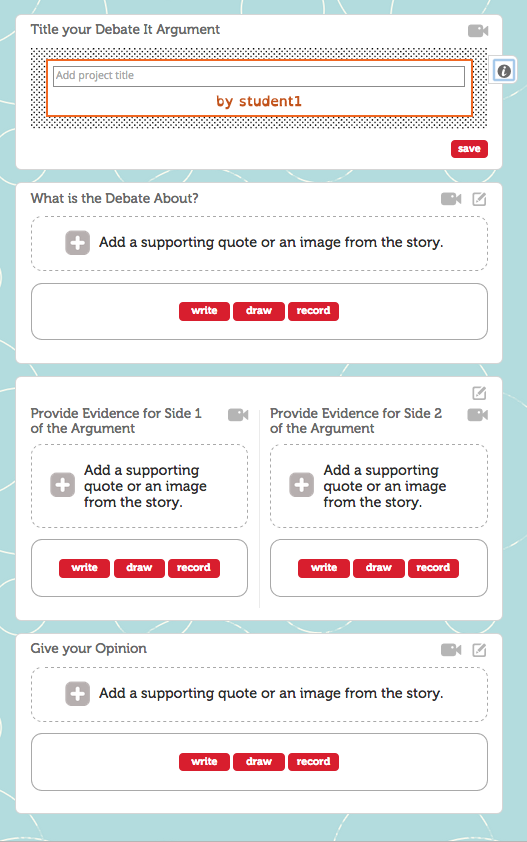 Title your Debate It Argument
Add project title
by student1
save
What is the Debate About?
Add a supporting quote or an image from the story.
write draw record
Provide Evidence for Side 1
of the Argument
Add a supporting
quote or an image
from the story.
write draw record
Provide Evidence for Side 2
of the Argument
Add a supporting
quote or an image
from the story.
write draw record
Give your Opinion
Add a supporting quote or an image from the story.
write draw record